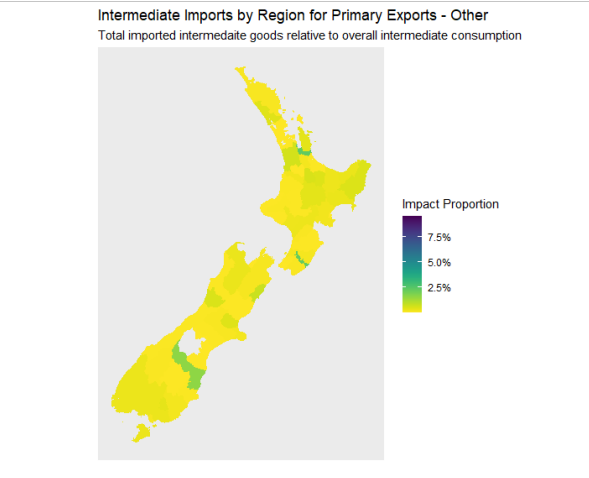 Intermediate Imports by Region for Primary Exports - Other
Total imported intermedaite goods relative to overall intermediate consumption
Impact Proportion
7.5%
5.0%
2.5%